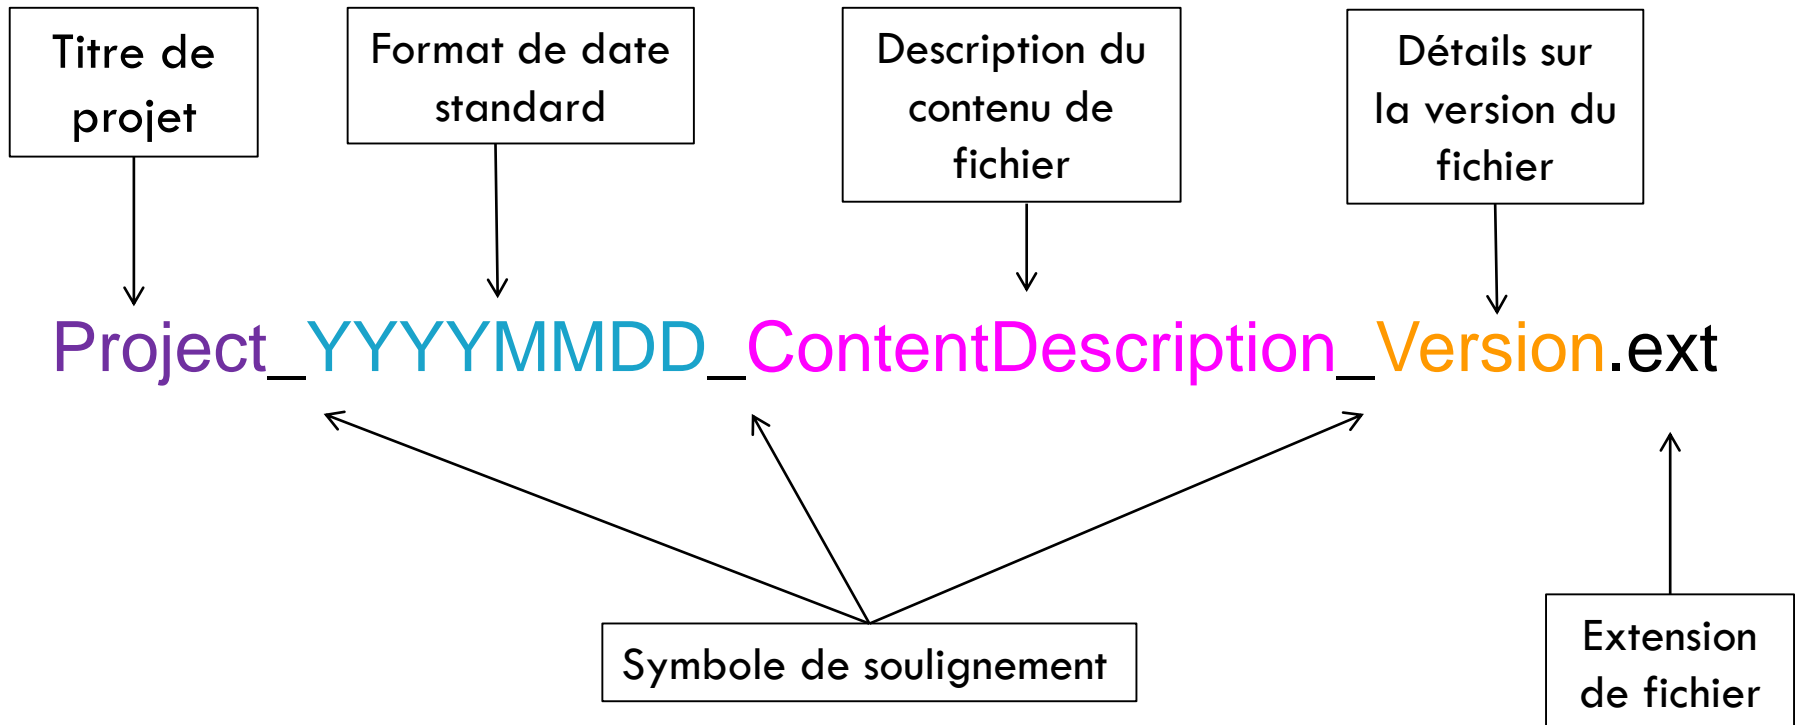 Titre de
projet
Format de date
standard
Description du
contenu de
fichier
Détails sur
la version du
fichier
Project_YYYYMMDD_ContentDescription_Version.ext
Symbole de soulignement
Extension
de fichier